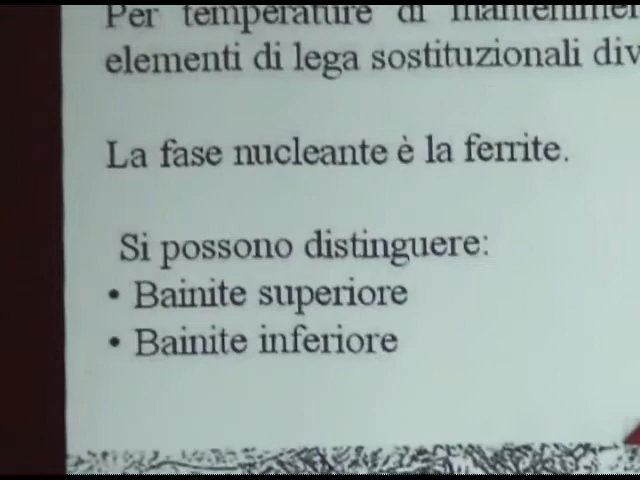 Per temperature di
elementi di lega sostituzionali
La fase nucleante è la ferrite.
Si possono distinguere:
• Bainite superiore
• Bainite inferiore